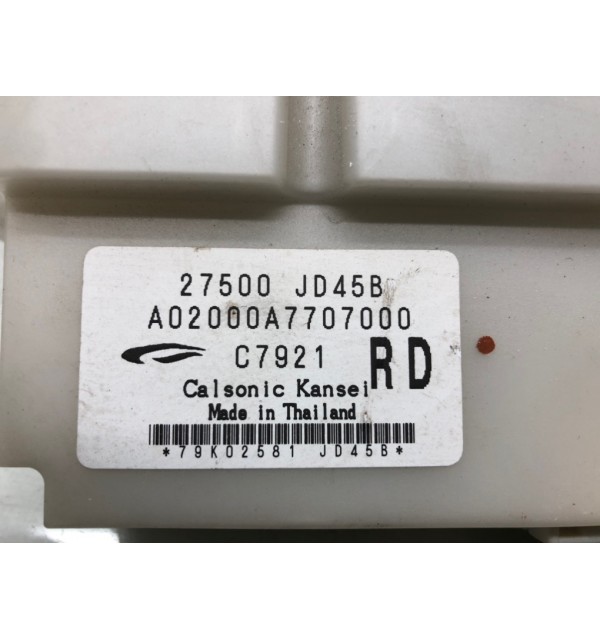 27500 JD45B
A02000A7707000
C7921 RD
Calsonic Kansei
Made in Thailand
*79K02581 JD45B*